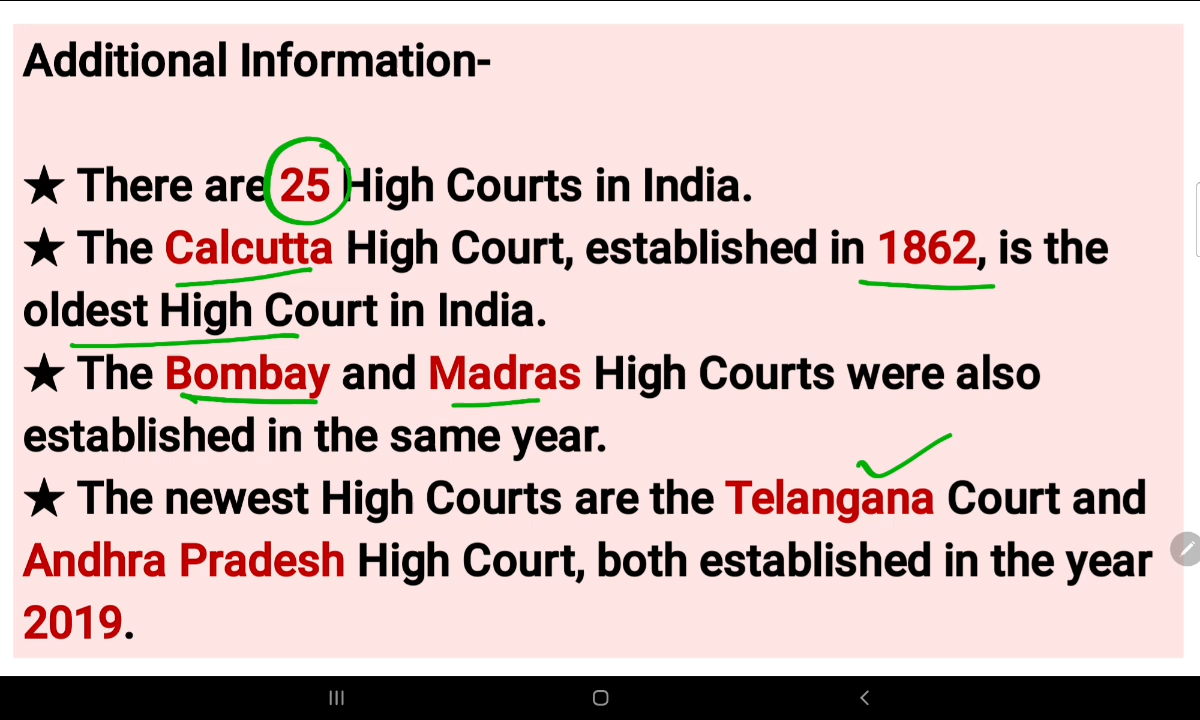 Additional Information-
★ There are 25 High Courts in India.
★ The Calcutta High Court, established in 1862, is the
oldest High Court in India.
★ The Bombay and Madras High Courts were also
established in the same year.
★ The newest High Courts are the Telangana Court and
Andhra Pradesh High Court, both established in the year
2019.